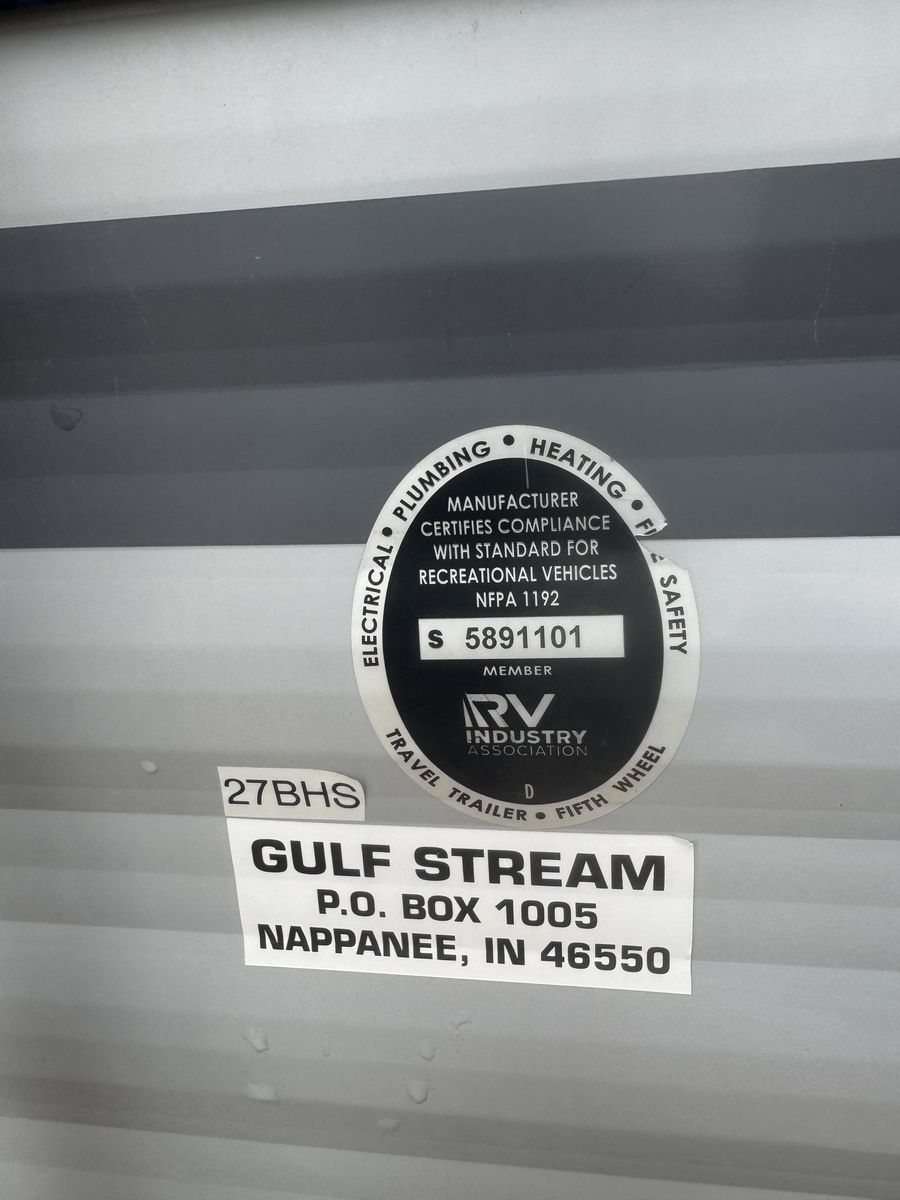 ELECTRICAL • PLUMBING • HEATING • FIRE SAFETY
MANUFACTURER
CERTIFIES COMPLIANCE
WITH STANDARD FOR
RECREATIONAL VEHICLES
NFPA 1192
S 5891101
MEMBER
RV
INDUSTRY
ASSOCIATION
D
TRAVEL TRAILER • FIFTH WHEEL
27BHS
GULF STREAM
P.O. BOX 1005
NAPPANEE, IN 46550